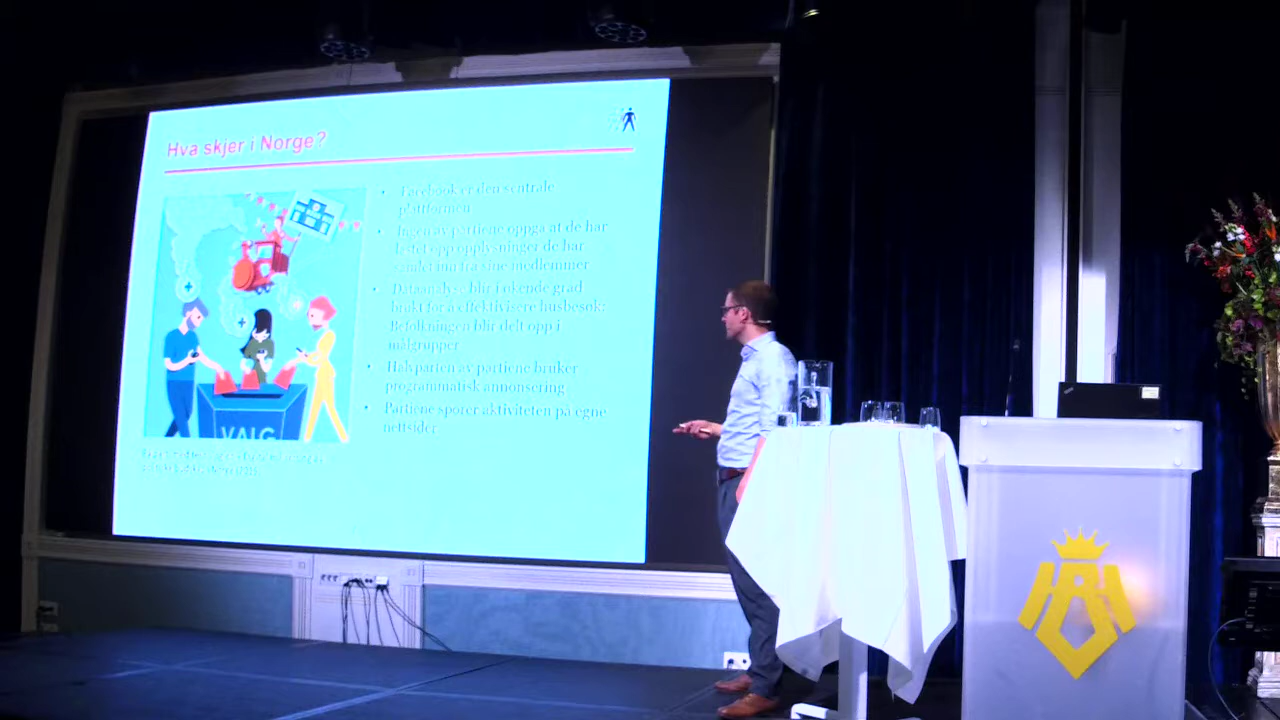 Hva skjer i Norge?
• Facebook er den sentrale
plattformen
• Ingen av partiene oppga at de har
lastet opp opplysninger de har
samlet inn fra sine medlemmer
• Dataanalyse blir i økende grad
brukt for å effektivisere husbesøk:
Befolkningen blir delt opp i
målgrupper
• Halvparten av partiene bruker
programmatisk annonsering
• Partiene sporer aktiviteten på egne
nettsider
VALG